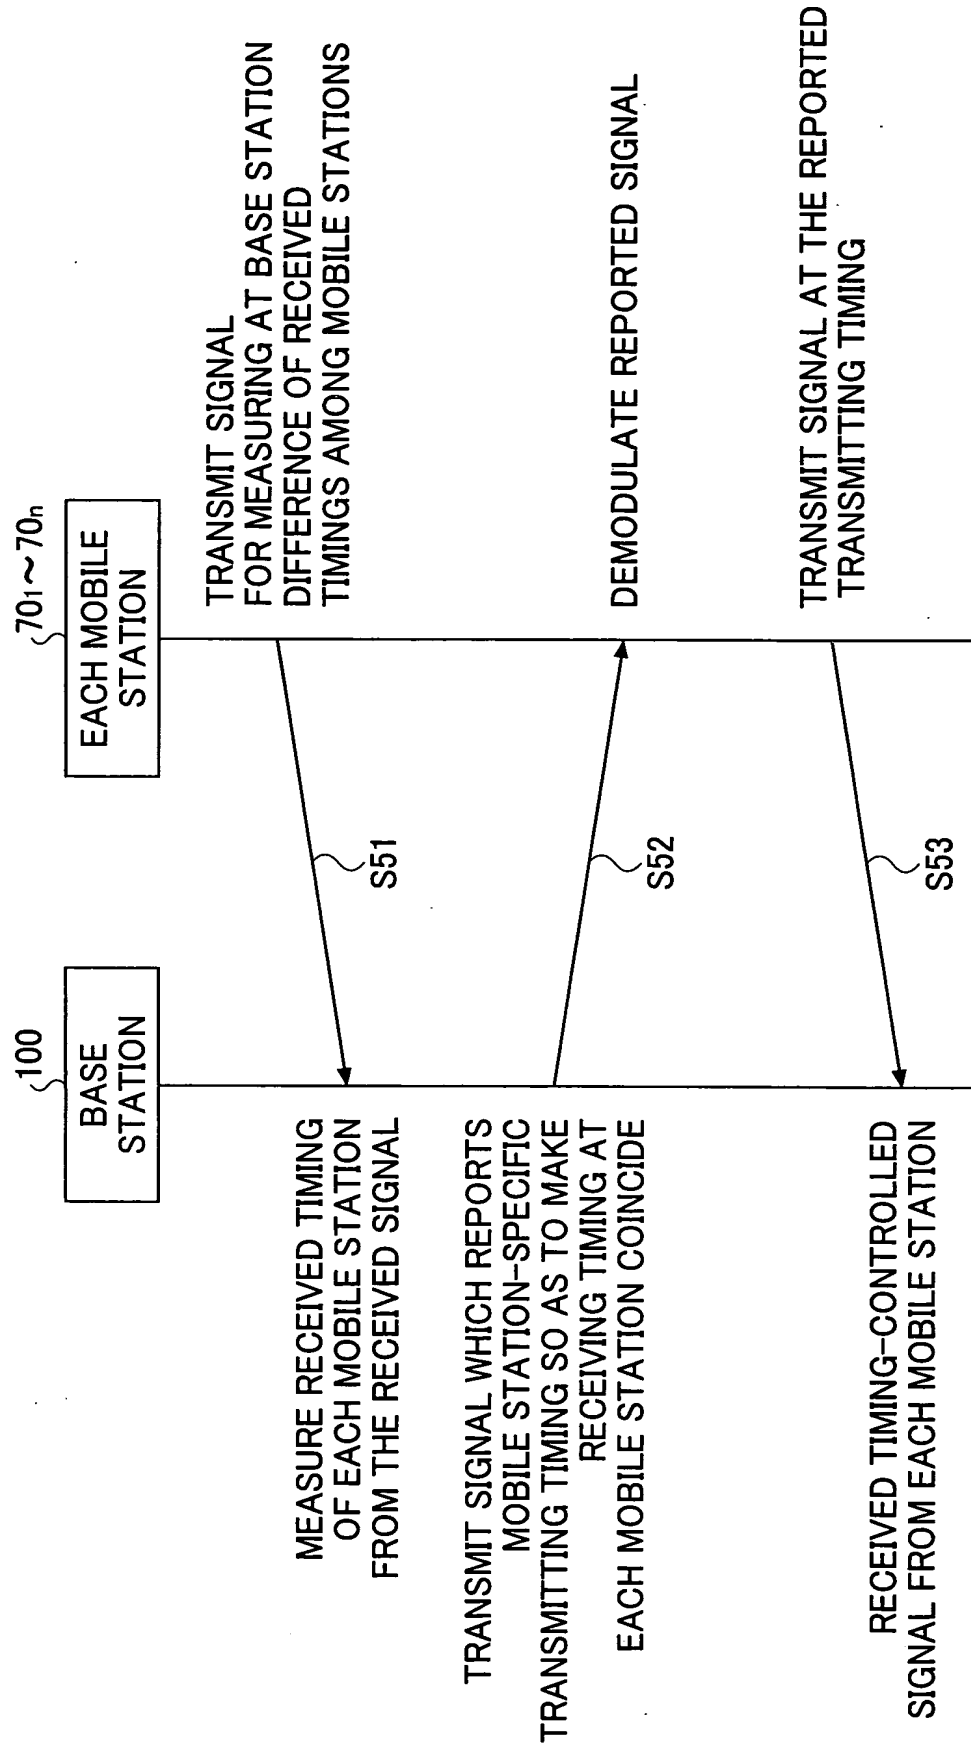 100
BASE
STATION
70₁~70ₙ
EACH MOBILE
STATION
TRANSMIT SIGNAL
FOR MEASURING AT BASE STATION
DIFFERENCE OF RECEIVED
TIMINGS AMONG MOBILE STATIONS
S51
MEASURE RECEIVED TIMING
OF EACH MOBILE STATION
FROM THE RECEIVED SIGNAL
TRANSMIT SIGNAL WHICH REPORTS
MOBILE STATION-SPECIFIC
TRANSMITTING TIMING SO AS TO MAKE
RECEIVING TIMING AT
EACH MOBILE STATION COINCIDE
S52
DEMODULATE REPORTED SIGNAL
TRANSMIT SIGNAL AT THE REPORTED
TRANSMITTING TIMING
S53
RECEIVED TIMING-CONTROLLED
SIGNAL FROM EACH MOBILE STATION